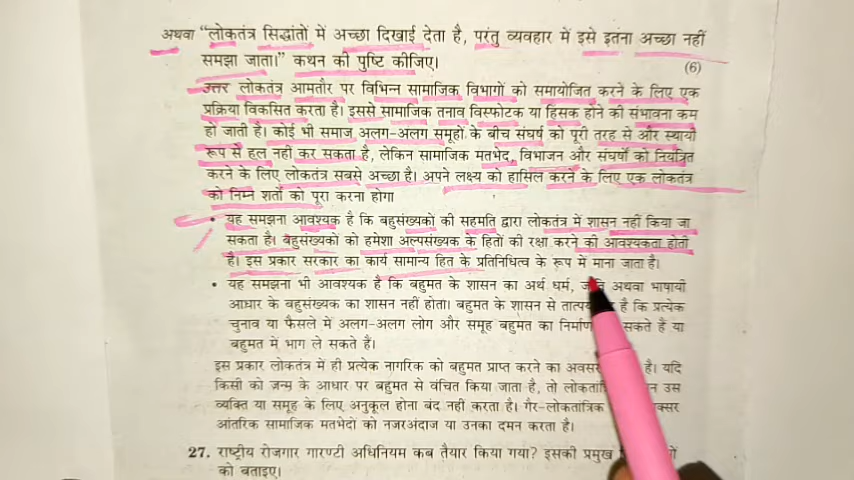 अथवा "लोकतंत्र सिद्धांतों में अच्छा दिखाई देता है, परंतु व्यवहार में इसे इतना अच्छा नहीं
समझा जाता।" कथन की पुष्टि कीजिए। (6)
उत्तर लोकतंत्र आमतौर पर विभिन्न सामाजिक विभागों को समायोजित करने के लिए एक
प्रक्रिया विकसित करता है। इससे सामाजिक तनाव विस्फोटक या हिंसक होने की संभावना कम
हो जाती है। कोई भी समाज अलग-अलग समूहों के बीच संघर्ष को पूरी तरह से और स्थायी
रूप से हल नहीं कर सकता है, लेकिन सामाजिक मतभेद, विभाजन और संघर्षों को नियंत्रित
करने के लिए लोकतंत्र सबसे अच्छा है। अपने लक्ष्य को हासिल करने के लिए एक लोकतंत्र
को निम्न शर्तों को पूरा करना होगा
• यह समझना आवश्यक है कि बहुसंख्यकों की सहमति द्वारा लोकतंत्र में शासन नहीं किया जा
सकता है। बहुसंख्यकों को हमेशा अल्पसंख्यक के हितों की रक्षा करने की आवश्यकता होती
है। इस प्रकार सरकार का कार्य सामान्य हित के प्रतिनिधित्व के रूप में माना जाता है।
• यह समझना भी आवश्यक है कि बहुमत के शासन का अर्थ धर्म, अथवा भाषायी
आधार के बहुसंख्यक का शासन नहीं होता। बहुमत के शासन से है कि प्रत्येक
चुनाव या फैसले में अलग-अलग लोग और समूह बहुमत का निर्माण सकते हैं या
बहुमत में भाग ले सकते हैं।
इस प्रकार लोकतंत्र में ही प्रत्येक नागरिक को बहुमत प्राप्त करने का है। यदि
किसी को जन्म के आधार पर बहुमत से वंचित किया जाता है, तो उस
व्यक्ति या समूह के लिए अनुकूल होना बंद नहीं करता है। गैर-लोकतांत्रिक
आंतरिक सामाजिक मतभेदों को नजरअंदाज या उनका दमन करता है।
27. राष्ट्रीय रोजगार गारण्टी अधिनियम कब तैयार किया गया? इसकी प्रमुख
को बताइए।